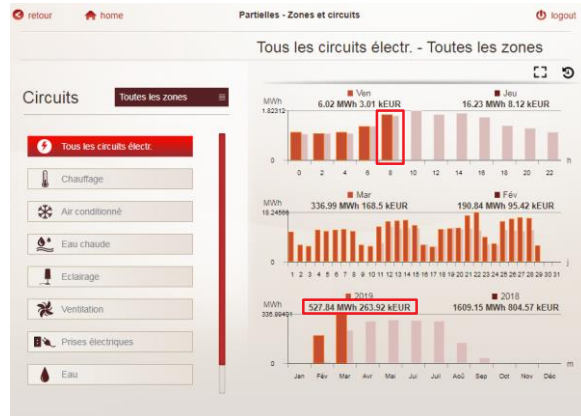 retour home Partielles - Zones et circuits logout
Tous les circuits électr. - Toutes les zones
Circuits
Toutes les zones
Tous les circuits électr.
Chauffage
Air conditionné
Eau chaude
Eclairage
Ventilation
Prises électriques
Eau
Ven Jeu
MWh 6.02 MWh 3.01 kEUR 16.23 MWh 8.12 kEUR
1.82312
0 2 4 6 8 10 12 14 16 18 20 22 h
Mar Fév
MWh 336.99 MWh 168.5 kEUR 190.84 MWh 95.42 kEUR
18.24588
1 2 3 4 5 6 7 8 9 10 11 12 13 14 15 16 17 18 19 20 21 22 23 24 25 26 27 28 29 30 31 j
2019 2018
MWh 527.84 MWh 263.92 kEUR 1609.15 MWh 804.57 kEUR
0
Jan Fév Mar Avr Mai Jui Juil Aoû Sep Oct Nov Déc m